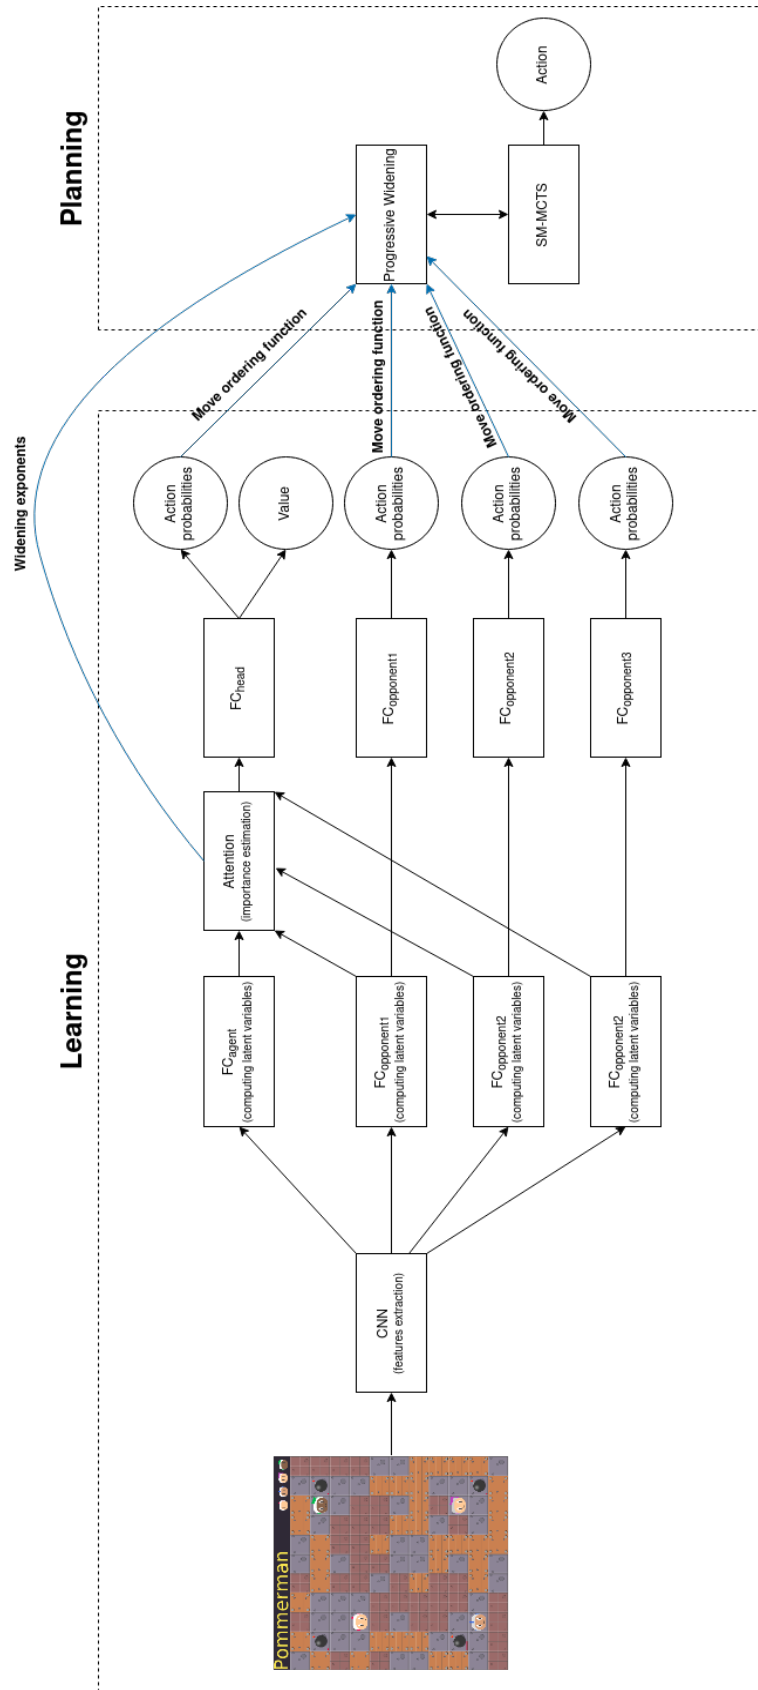 Learning
Planning
Pommerman
CNN
(features extraction)
FCagent
(computing latent variables)
FCopponent1
(computing latent variables)
FCopponent2
(computing latent variables)
FCopponent2
(computing latent variables)
Attention
(importance estimation)
FChead
FCopponent1
FCopponent2
FCopponent3
Action
probabilities
Value
Action
probabilities
Action
probabilities
Action
probabilities
Widening exponents
Move ordering function
Move ordering function
Move ordering function
Move ordering function
Progressive Widening
SM-MCTS
Action